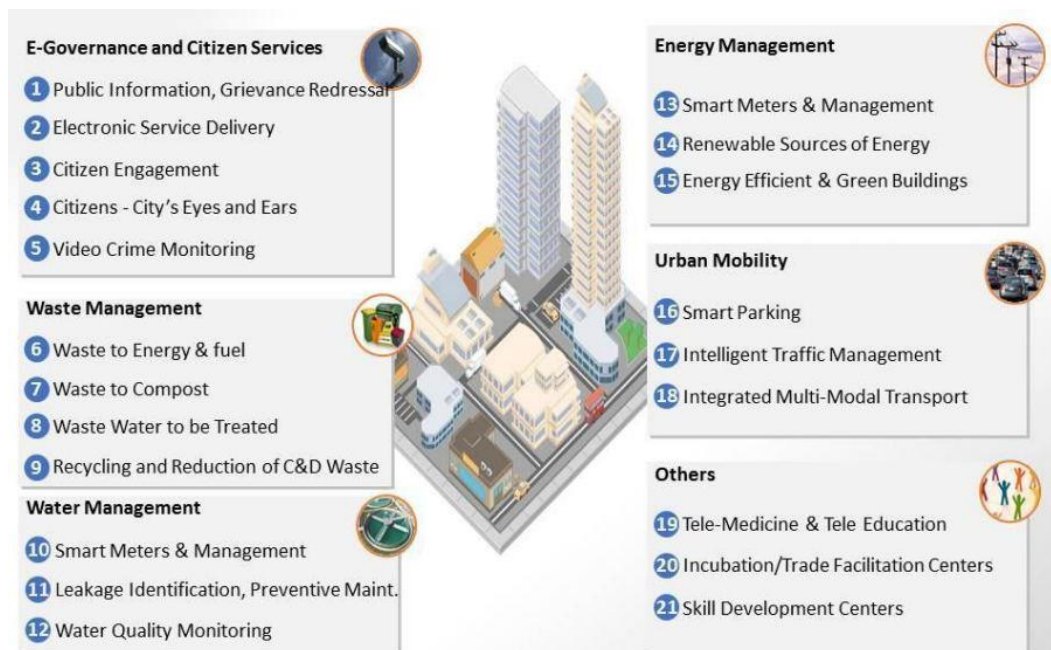 E-Governance and Citizen Services
1 Public Information, Grievance Redressal
2 Electronic Service Delivery
3 Citizen Engagement
4 Citizens - City's Eyes and Ears
5 Video Crime Monitoring
Waste Management
6 Waste to Energy & fuel
7 Waste to Compost
8 Waste Water to be Treated
9 Recycling and Reduction of C&D Waste
Water Management
10 Smart Meters & Management
11 Leakage Identification, Preventive Maint.
12 Water Quality Monitoring
Energy Management
13 Smart Meters & Management
14 Renewable Sources of Energy
15 Energy Efficient & Green Buildings
Urban Mobility
16 Smart Parking
17 Intelligent Traffic Management
18 Integrated Multi-Modal Transport
Others
19 Tele-Medicine & Tele Education
20 Incubation/Trade Facilitation Centers
21 Skill Development Centers